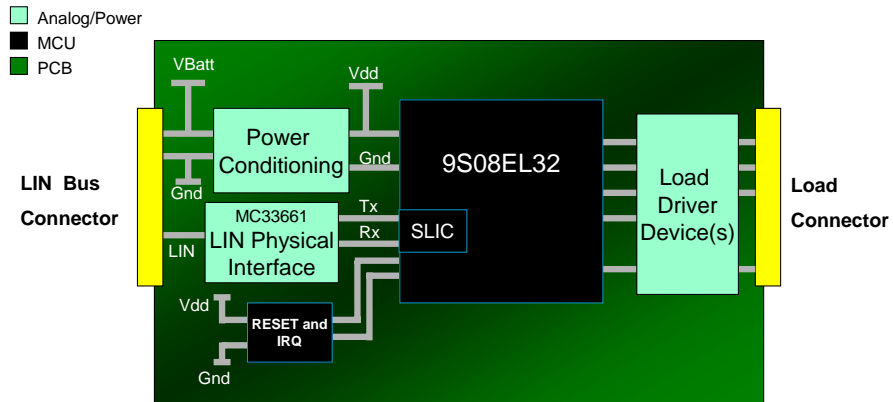 Analog/Power
MCU
PCB
VBatt
Vdd
Power
Conditioning
Gnd
Gnd
9S08EL32
LIN Bus
Connector
MC33661
LIN Physical
Interface
LIN
Tx
Rx
SLIC
Load
Driver
Device(s)
Load
Connector
Vdd
RESET and
IRQ
Gnd